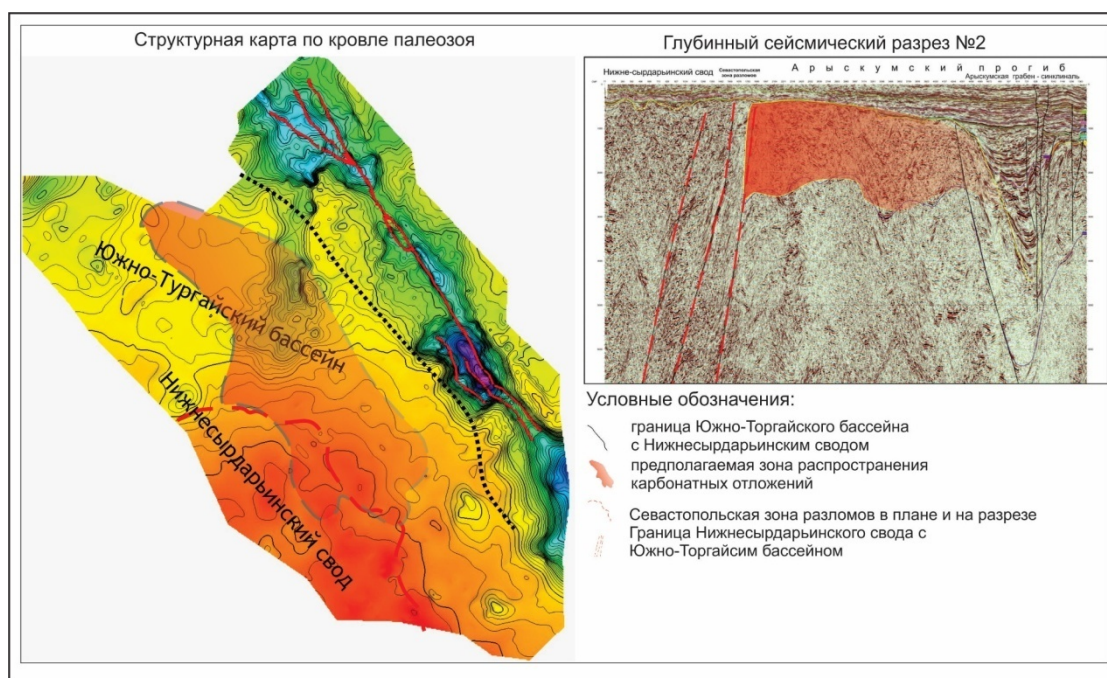 Структурная карта по кровле палеозоя
Южно-Тургайский бассейн
Нижнесырдарьинский свод
Глубинный сейсмический разрез №2
Нижне-сырдарьинский свод
Севастопольская
зона разломов
Арыскумский прогиб
Арыскумская грабен - синклиналь
Условные обозначения:
граница Южно-Торгайского бассейна
с Нижнесырдарьинским сводом
предполагаемая зона распространения
карбонатных отложений
Севастопольская зона разломов в плане и на разрезе
Граница Нижнесырдарьинского свода с
Южно-Торгайсим бассейном